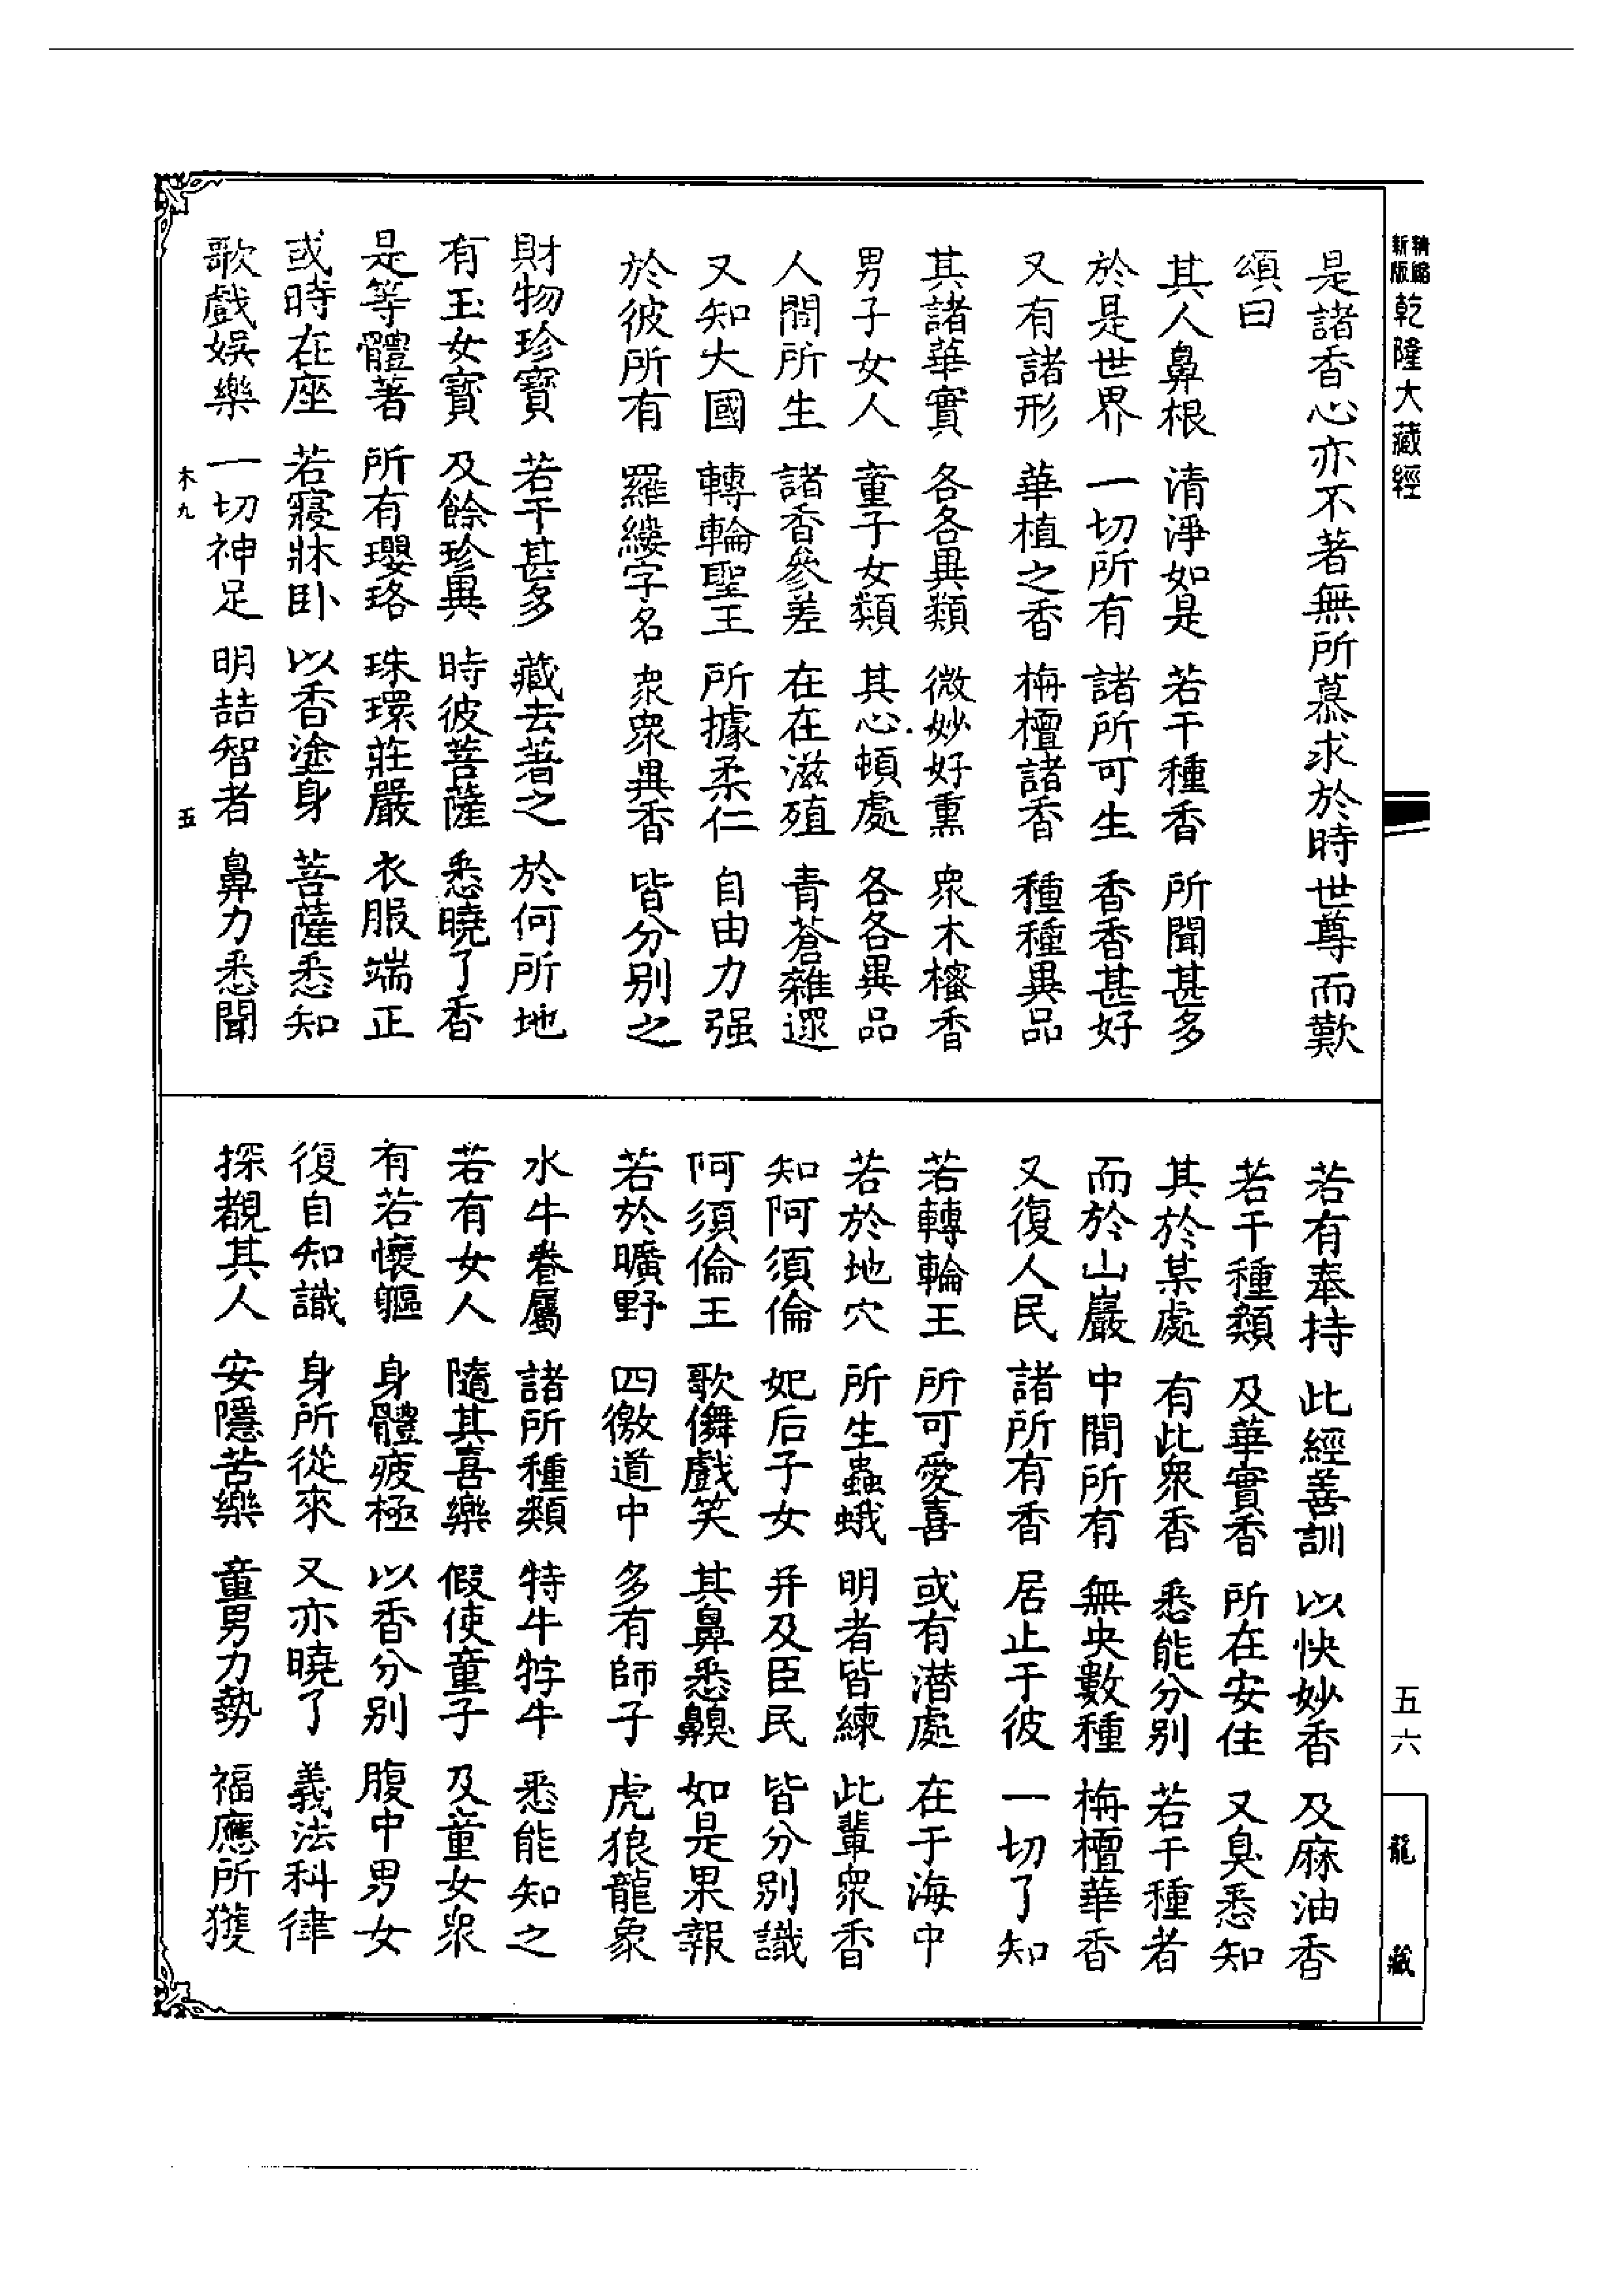 精縮新版乾隆大藏經
是諸香心亦不著無所慕求於時世尊而歎
頌曰
其人鼻根 清淨如是 若干種香 所聞甚多
於是世界 一切所有 諸所可生 香香甚好
又有諸形 華植之香 栴檀諸香 種種異品
其諸華實 各各異類 微妙好熏 眾木櫁香
男子女人 童子女類 其心頓處 各各異品
人間所生 諸香參差 在在滋殖 青蒼雜遝
又知大國 轉輪聖王 所據柔仁 自由力强
於彼所有 羅縷字名 眾眾異香 皆分别之
財物珍寶 若干甚多 藏去著之 於何所地
有玉女寶 及餘珍異 時彼菩薩 悉曉了香
是等體著 所有瓔珞 珠環莊嚴 衣服端正
或時在座 若寢牀卧 以香塗身 菩薩悉知
歌戲娛樂 一切神足 明喆智者 鼻力悉聞
木九 五
若有奉持 此經善訓 以快妙香 及麻油香
若干種類 及華實香 所在安住 又臭悉知
其於某處 有此眾香 悉能分别 若干種者
而於山巖 中間所有 無央數種 栴檀華香
又復人民 諸所有香 居止于彼 一切了知
若轉輪王 所可愛喜 或有潜處 在于海中
若於地穴 所生蟲蛾 明者皆練 此輩眾香
知阿須倫 妃后子女 并及臣民 皆分别識
阿須倫王 歌儛戲笑 其鼻悉齅 如是果報
若於曠野 四徼道中 多有師子 虎狼龍象
水牛眷屬 諸所種類 特牛牸牛 悉能知之
若有女人 隨其喜樂 假使童子 及童女眾
有若懷軀 身體疲極 以香分别 腹中男女
復自知識 身所從來 又亦曉了 義法科律
探覩其人 安隱苦樂 童男力勢 福應所獲
五六
龍藏